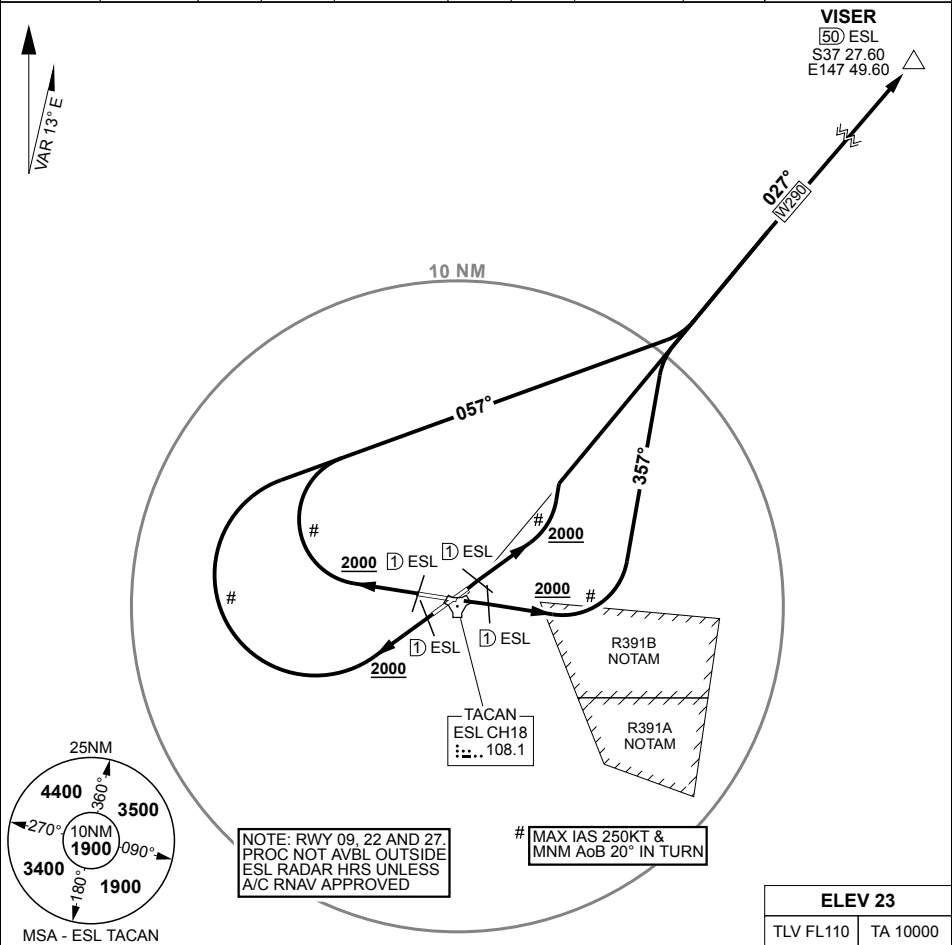 VISER
50 ESL
S37 27.60
E147 49.60
VAR 13° E
027°
W290
10 NM
057°
357°
#
#
2000
1 ESL
1 ESL
#
2000
2000
#
1 ESL
1 ESL
2000
R391B
NOTAM
R391A
NOTAM
TACAN
ESL CH18
108.1
25NM
4400
360°
3500
270°
10NM
1900
090°
3400
180°
1900
MSA - ESL TACAN
NOTE: RWY 09, 22 AND 27.
PROC NOT AVBL OUTSIDE
ESL RADAR HRS UNLESS
A/C RNAV APPROVED
# MAX IAS 250KT &
MNM AoB 20° IN TURN
ELEV 23
TLV FL110 TA 10000